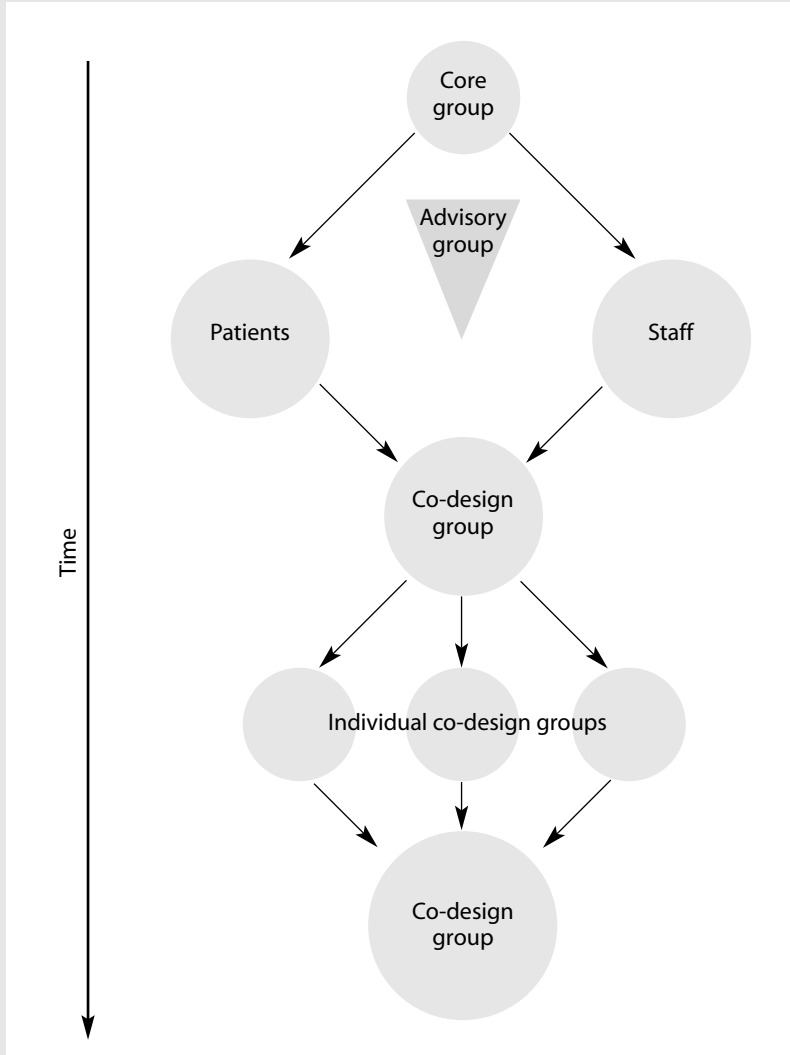 Core
group
Advisory
group
Patients
Staff
Co-design
group
Time
Individual co-design groups
Co-design
group